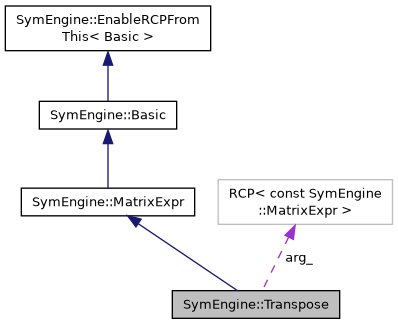 SymEngine::EnableRCPFrom
This< Basic >
SymEngine::Basic
SymEngine::MatrixExpr
RCP< const SymEngine
::MatrixExpr >
arg_
SymEngine::Transpose